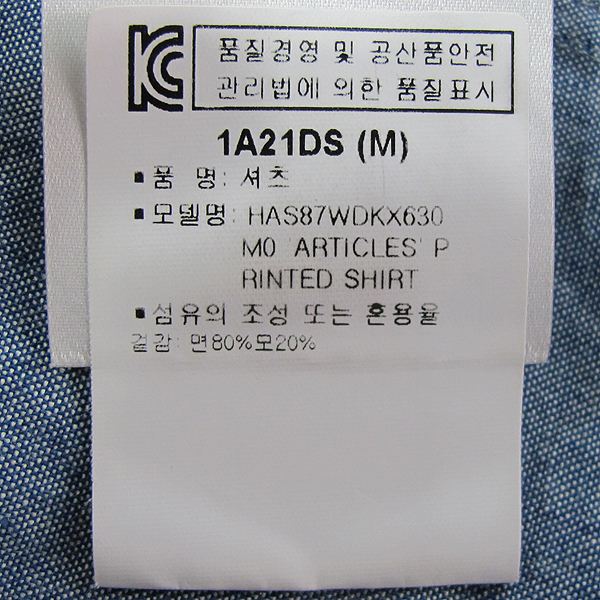 KC
품질경영 및 공산품안전
관리법에 의한 품질표시
1A21DS (M)
▪품 명: 셔츠
▪모델명: HAS87WDKX630
M0 'ARTICLES' P
RINTED SHIRT
▪섬유의 조성 또는 혼용율
겉감: 면80%모20%